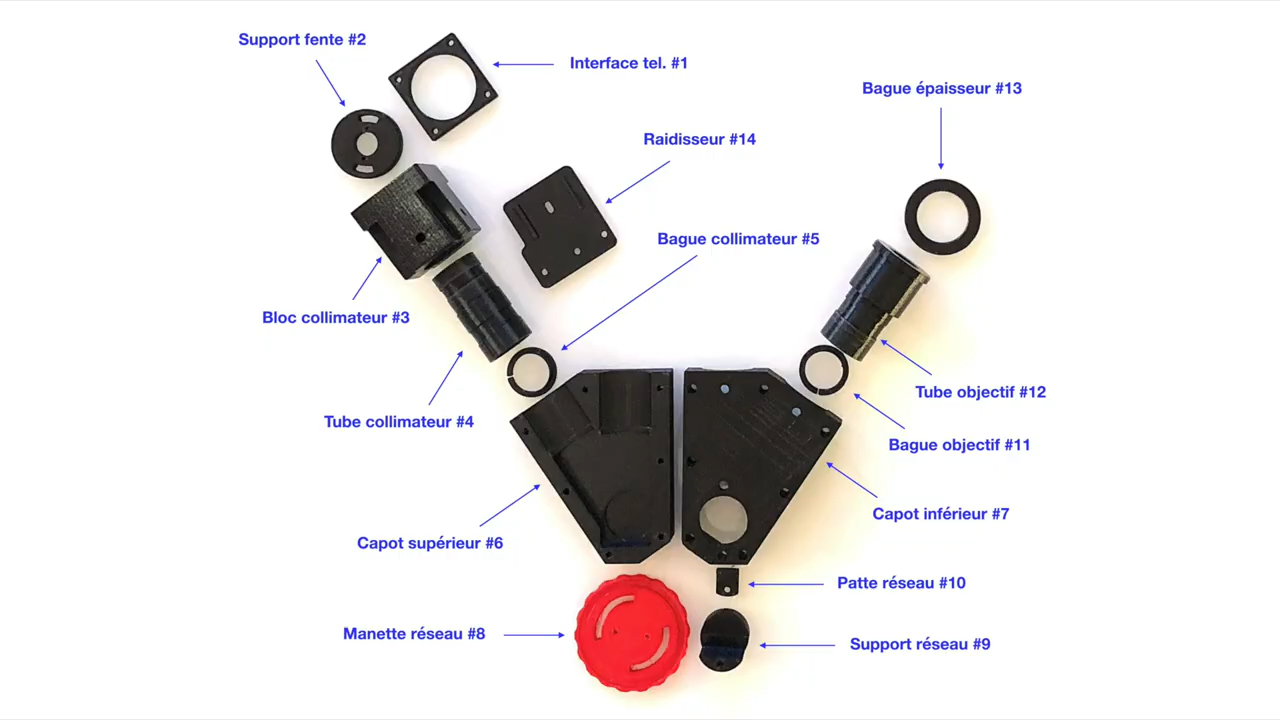 Support fente #2
Interface tel. #1
Bague épaisseur #13
Raidisseur #14
Bague collimateur #5
Bloc collimateur #3
Tube objectif #12
Tube collimateur #4
Bague objectif #11
Capot inférieur #7
Capot supérieur #6
Patte réseau #10
Manette réseau #8
Support réseau #9